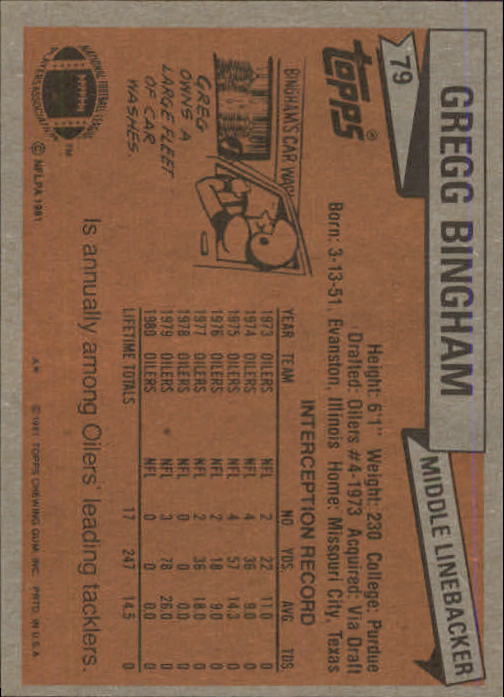 79
GREGG BINGHAM
MIDDLE LINEBACKER
topps®
Height: 6'1" Weight: 230 College: Purdue
Drafted: Oilers #4-1973 Acquired: Via Draft
Born: 3-13-51, Evanston, Illinois Home: Missouri City, Texas
BINGHAM'S CAR WASH
GREG
OWNS A
LARGE FLEET
OF CAR
WASHES.
INTERCEPTION RECORD
YEAR TEAM NO YDS. AVG. TDS
1973 OILERS NFL 2 22 11.0 0
1974 OILERS NFL 4 36 9.0 0
1975 OILERS NFL 4 57 14.3 0
1976 OILERS NFL 2 18 9.0 0
1977 OILERS NFL 2 36 18.0 0
1978 OILERS NFL 0 0 0.0 0
1979 OILERS NFL 3 78 26.0 0
1980 OILERS NFL 0 0 0.0 0
LIFETIME TOTALS 17 247 14.5 0
Is annually among Oilers' leading tacklers.
NATIONAL FOOTBALL LEAGUE
PLAYERS ASSOCIATION
TM
© NFLPA 1981
A* © 1981 TOPPS CHEWING GUM, INC. PRTD. IN U.S.A.